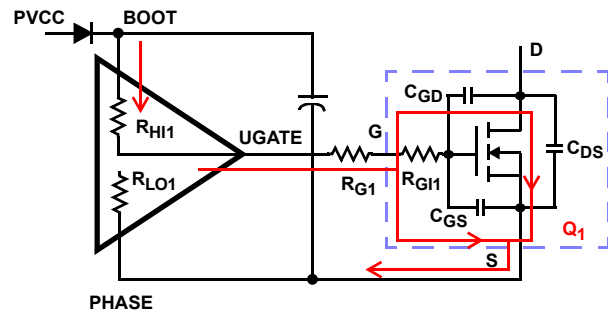 PVCC
BOOT
D
CGD
RHI1
UGATE
G
CDS
RLO1
RG1
RGI1
CGS
Q1
S
PHASE